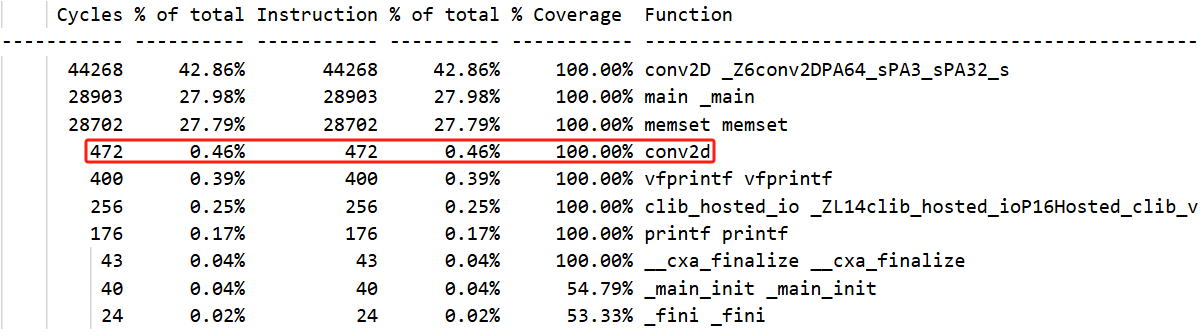 Cycles % of total Instruction % of total % Coverage Function
----------- ---------- ----------- ---------- ----------- --------------------------------------------------
44268 42.86% 44268 42.86% 100.00% conv2D _Z6conv2DPA64_sPA3_sPA32_s
28903 27.98% 28903 27.98% 100.00% main _main
28702 27.79% 28702 27.79% 100.00% memset memset
472 0.46% 472 0.46% 100.00% conv2d
400 0.39% 400 0.39% 100.00% vfprintf vfprintf
256 0.25% 256 0.25% 100.00% clib_hosted_io _ZL14clib_hosted_ioP16Hosted_clib_v
176 0.17% 176 0.17% 100.00% printf printf
43 0.04% 43 0.04% 100.00% __cxa_finalize __cxa_finalize
40 0.04% 40 0.04% 54.79% _main_init _main_init
24 0.02% 24 0.02% 53.33% _fini _fini